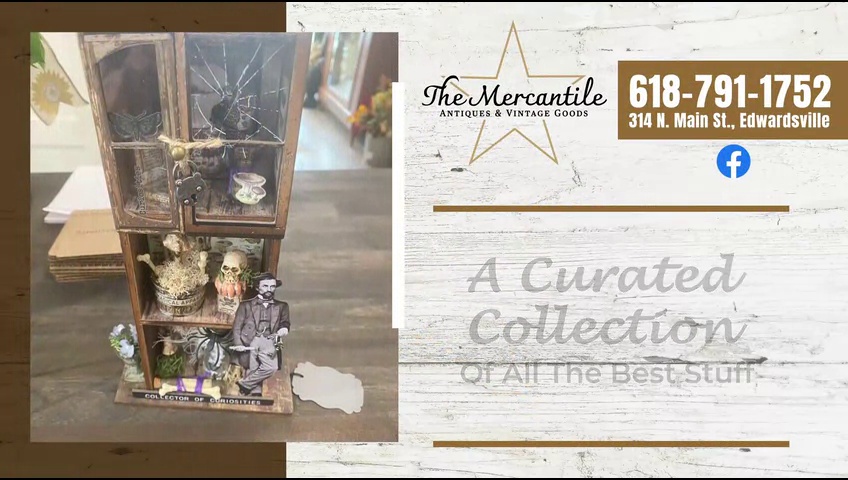 The Mercantile
ANTIQUES & VINTAGE GOODS
618-791-1752
314 N. Main St., Edwardsville
A Curated
Collection
Of All The Best Stuff
COLLECTOR OF CURIOSITIES